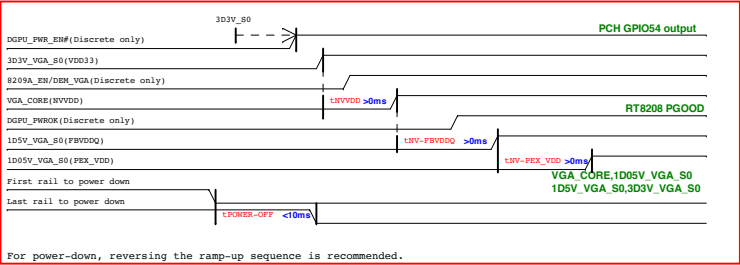 3D3V_S0
PCH GPIO54 output
DGPU_PWR_EN#(Discrete only)
3D3V_VGA_S0(VDD33)
8209A_EN/DEM_VGA(Discrete only)
VGA_CORE(NVVDD)
tNVVDD >0ms
RT8208 PGOOD
DGPU_PWROK(Discrete only)
1D5V_VGA_S0(FBVDDQ)
tNV-FBVDDQ >0ms
1D05V_VGA_S0(PEX_VDD)
tNV-PEX_VDD >0ms
VGA_CORE,1D05V_VGA_S0
1D5V_VGA_S0,3D3V_VGA_S0
First rail to power down
Last rail to power down
tPOWER-OFF <10ms
For power-down, reversing the ramp-up sequence is recommended.